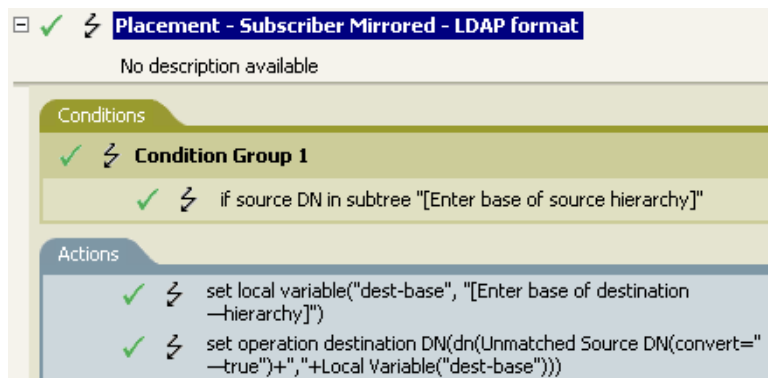 Placement - Subscriber Mirrored - LDAP format
No description available
Conditions
Condition Group 1
if source DN in subtree "[Enter base of source hierarchy]"
Actions
set local variable("dest-base", "[Enter base of destination
—hierarchy]")
set operation destination DN(dn(Unmatched Source DN(convert="
—true")+","+Local Variable("dest-base")))